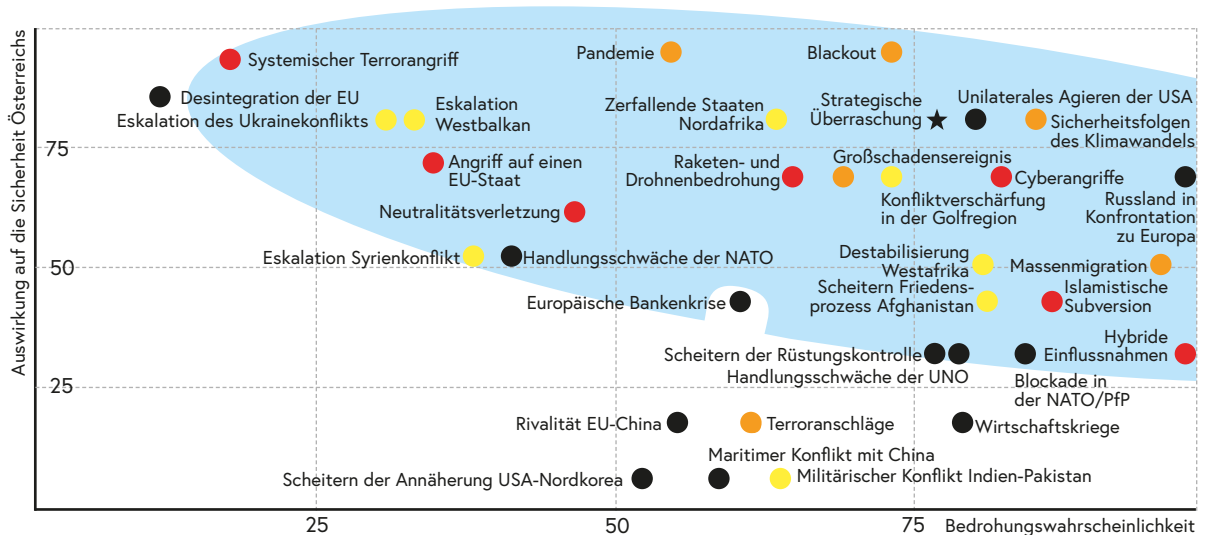 Auswirkung auf die Sicherheit Österreichs
Pandemie
Blackout
Systemischer Terrorangriff
Desintegration der EU
Eskalation des Ukrainekonflikts
Eskalation
Westbalkan
Zerfallende Staaten
Nordafrika
Strategische
Überraschung
Unilaterales Agieren der USA
Sicherheitsfolgen
des Klimawandels
75
Angriff auf einen
EU-Staat
Raketen- und
Drohnenbedrohung
Großschadensereignis
Konfliktverschärfung
in der Golfregion
Cyberangriffe
Russland in
Konfrontation
zu Europa
Neutralitätsverletzung
Eskalation Syrienkonflikt
Handlungsschwäche der NATO
Destabilisierung
Westafrika
Massenmigration
50
Europäische Bankenkrise
Scheitern Friedens-
prozess Afghanistan
Islamistische
Subversion
Scheitern der Rüstungskontrolle
Handlungsschwäche der UNO
Hybride
Einflussnahmen
Blockade in
der NATO/PfP
25
Rivalität EU-China
Terroranschläge
Wirtschaftskriege
Maritimer Konflikt mit China
Scheitern der Annäherung USA-Nordkorea
Militärischer Konflikt Indien-Pakistan
25
50
75
Bedrohungswahrscheinlichkeit